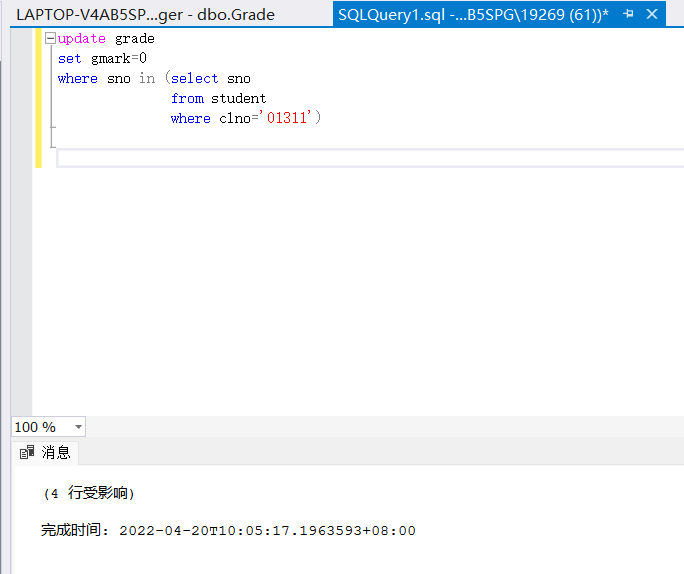 LAPTOP-V4AB5SP...ger - dbo.Grade
SQLQuery1.sql -...B5SPG\19269 (61))*
update grade
set gmark=0
where sno in (select sno
from student
where clno='01311')
100 %
消息
(4 行受影响)
完成时间: 2022-04-20T10:05:17.1963593+08:00